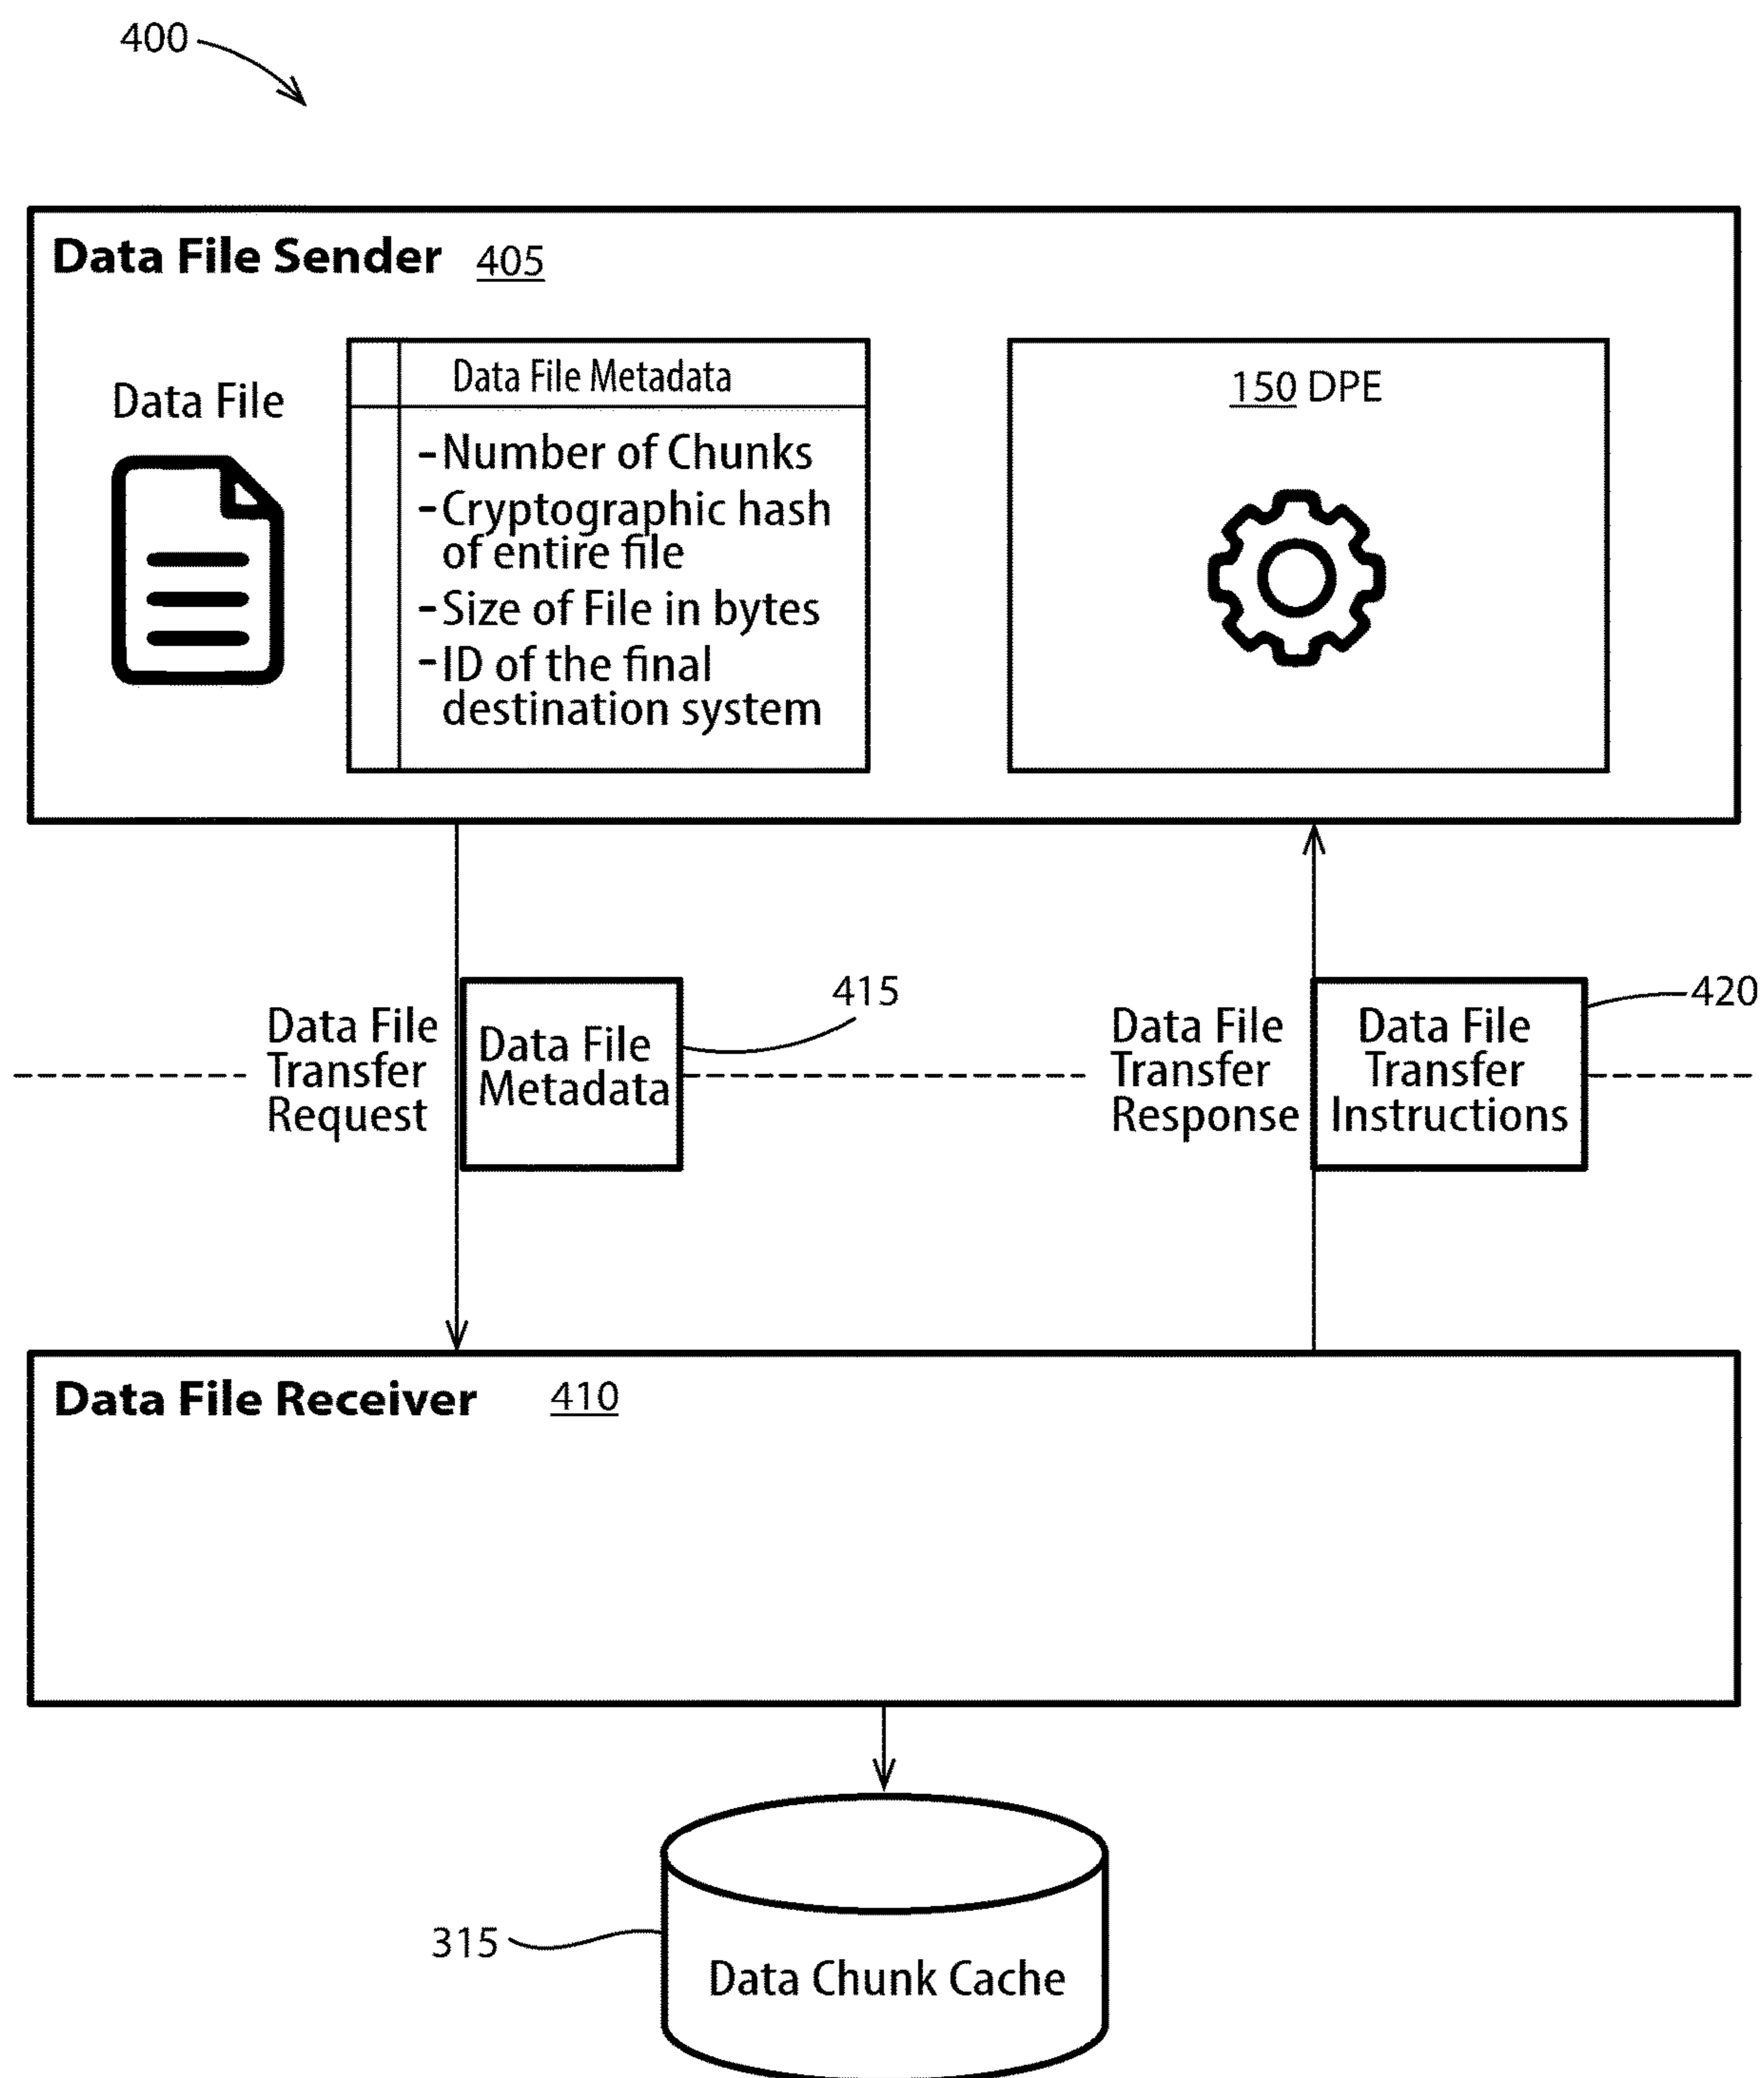 400
Data File Sender 405
Data File
Data File Metadata
-Number of Chunks
-Cryptographic hash
of entire file
-Size of File in bytes
-ID of the final
destination system
150 DPE
Data File
Transfer
Request
Data File
Metadata
415
Data File
Transfer
Response
Data File
Transfer
Instructions
420
Data File Receiver 410
315
Data Chunk Cache